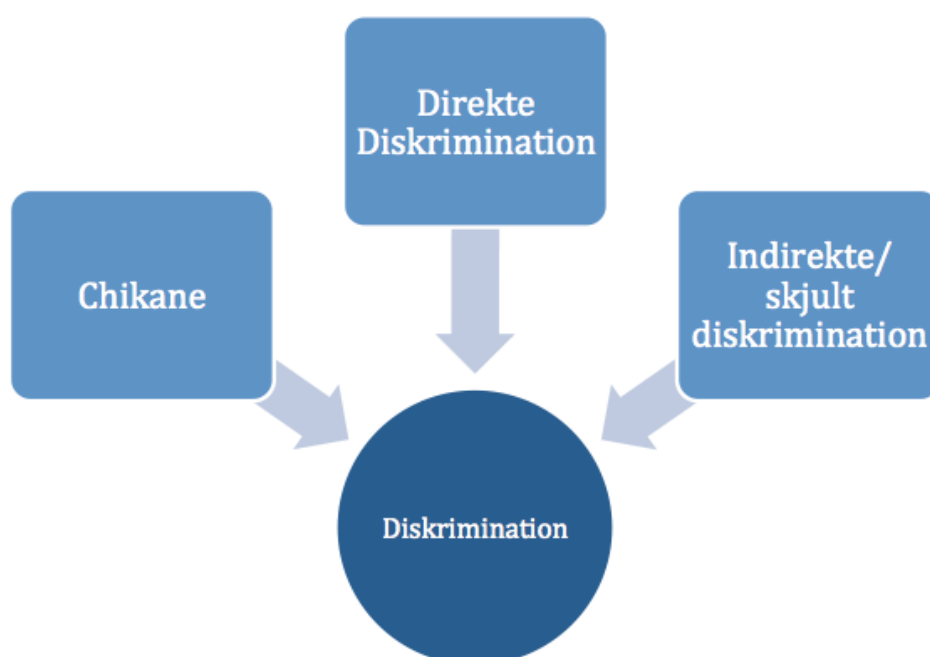 Direkte
Diskrimination
Chikane
Indirekte/
skjult
diskrimination
Diskrimination